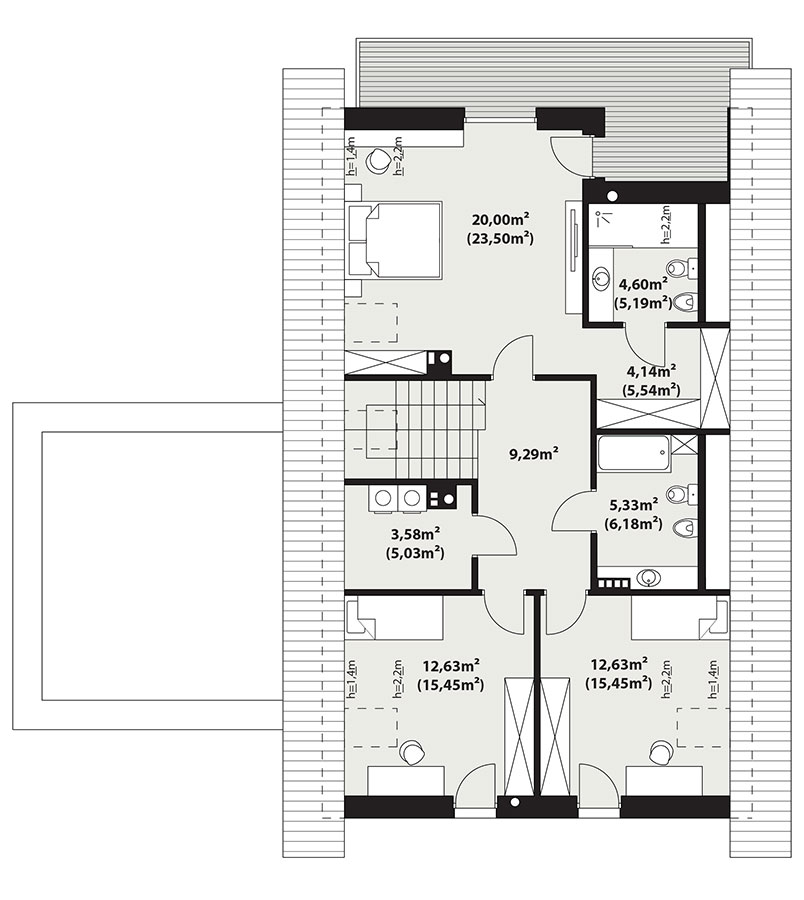 h=1,4m
h=2,2m
20,00m²
(23,50m²)
h=2,2m
4,60m²
(5,19m²)
4,14m²
(5,54m²)
9,29m²
5,33m²
(6,18m²)
3,58m²
(5,03m²)
h=1,4m
h=2,2m
12,63m²
(15,45m²)
12,63m²
(15,45m²)
h=2,2m
h=1,4m